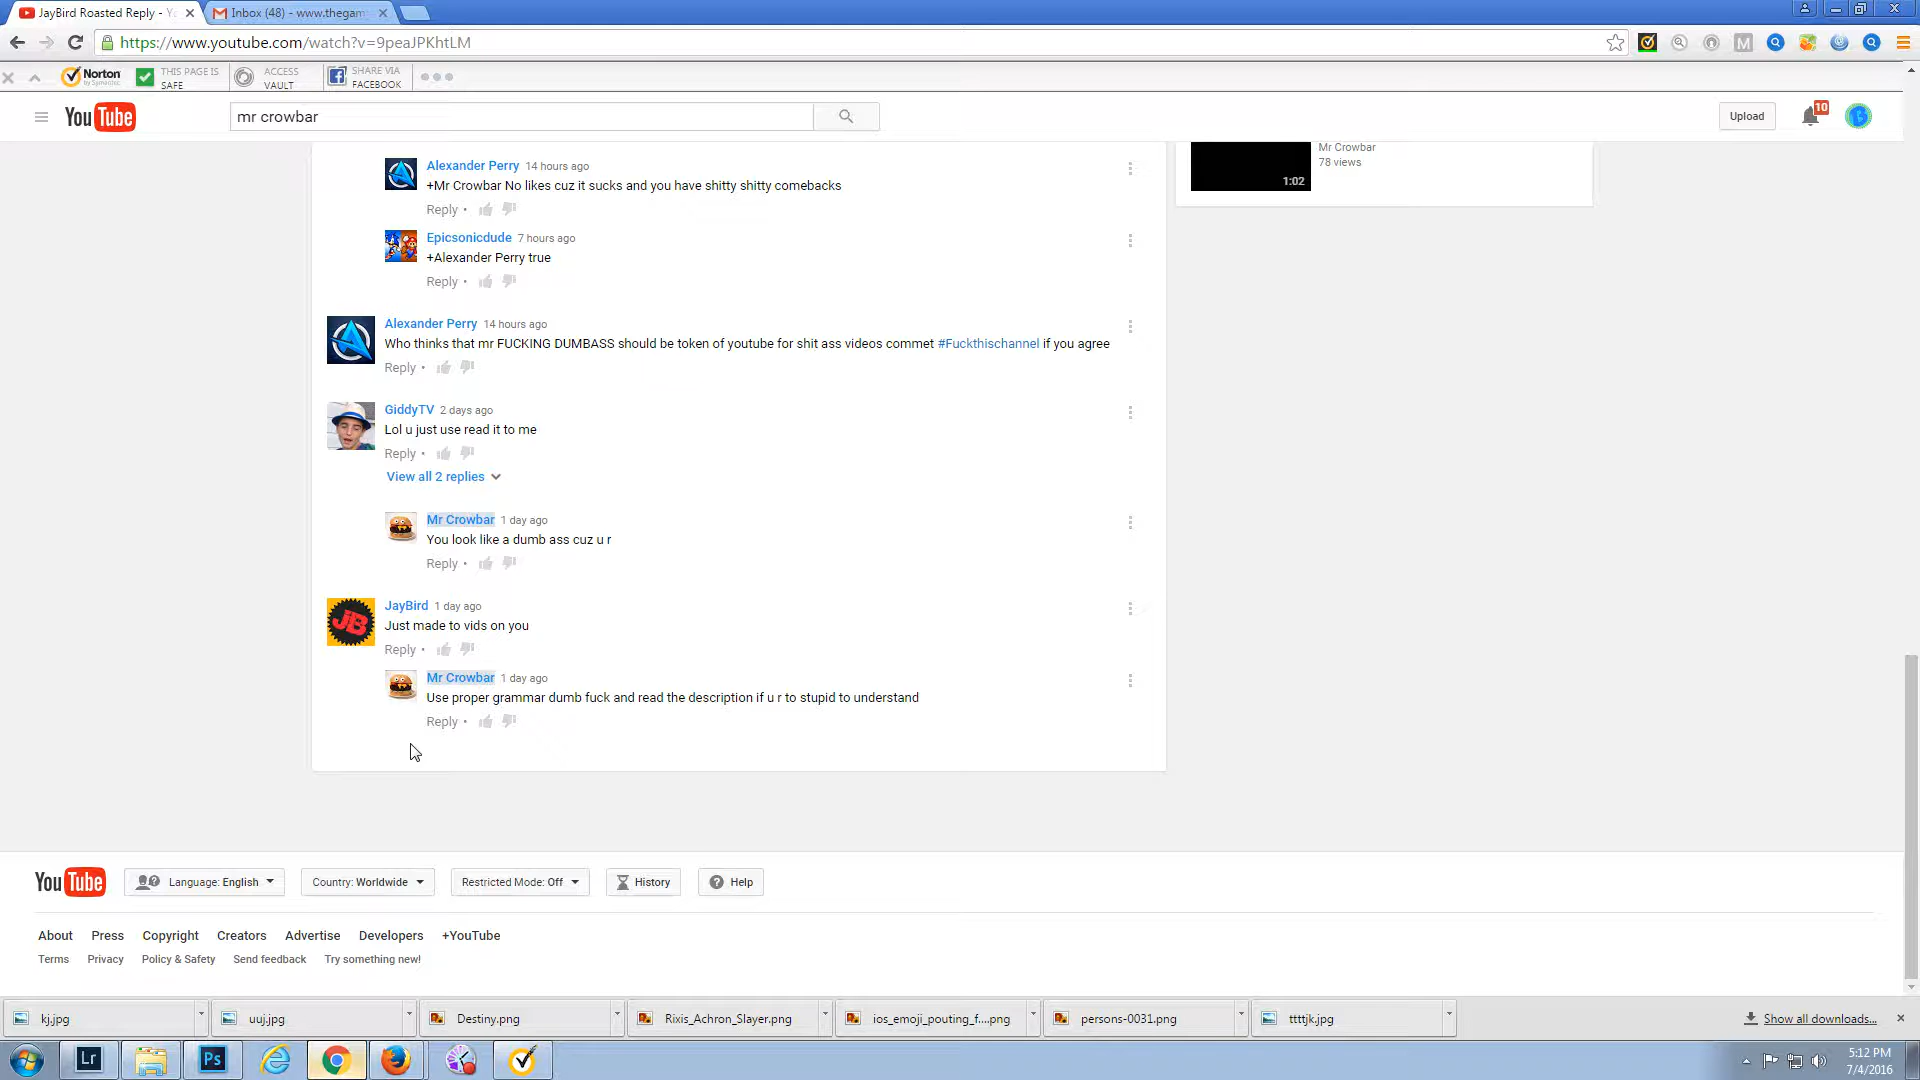 JayBird Roasted Reply - Yo
Inbox (48) - www.thegam
https://www.youtube.com/watch?v=9peaJPKhtLM
Norton
by Symantec
THIS PAGE IS
SAFE
ACCESS
VAULT
SHARE VIA
FACEBOOK
YouTube
mr crowbar
Upload
10
Mr Crowbar
78 views
1:02
Alexander Perry 14 hours ago
+Mr Crowbar No likes cuz it sucks and you have shitty shitty comebacks
Reply •
Epicsonicdude 7 hours ago
+Alexander Perry true
Reply •
Alexander Perry 14 hours ago
Who thinks that mr FUCKING DUMBASS should be token of youtube for shit ass videos commet #Fuckthischannel if you agree
Reply •
GiddyTV 2 days ago
Lol u just use read it to me
Reply •
View all 2 replies
Mr Crowbar 1 day ago
You look like a dumb ass cuz u r
Reply •
JB
JayBird 1 day ago
Just made to vids on you
Reply •
Mr Crowbar 1 day ago
Use proper grammar dumb fuck and read the description if u r to stupid to understand
Reply •
YouTube
Language: English
Country: Worldwide
Restricted Mode: Off
History
Help
About Press Copyright Creators Advertise Developers +YouTube
Terms Privacy Policy & Safety Send feedback Try something new!
kj.jpg
uuj.jpg
Destiny.png
Rixis_Achron_Slayer.png
ios_emoji_pouting_f....png
persons-0031.png
ttttjk.jpg
Show all downloads...
Lr
Ps
5:12 PM
7/4/2016